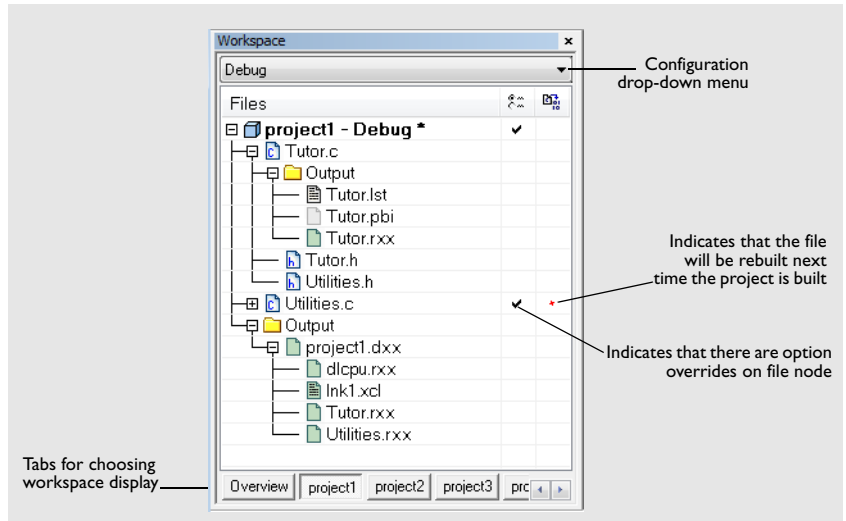 Workspace
Debug
Configuration
drop-down menu
Files
project1 - Debug *
Tutor.c
Output
Tutor.lst
Tutor.pbi
Tutor.rxx
Tutor.h
Utilities.h
Indicates that the file
will be rebuilt next
time the project is built
Utilities.c
Output
project1.dxx
dlcpu.rxx
lnk1.xcl
Tutor.rxx
Utilities.rxx
Indicates that there are option
overrides on file node
Tabs for choosing
workspace display
Overview project1 project2 project3 prc